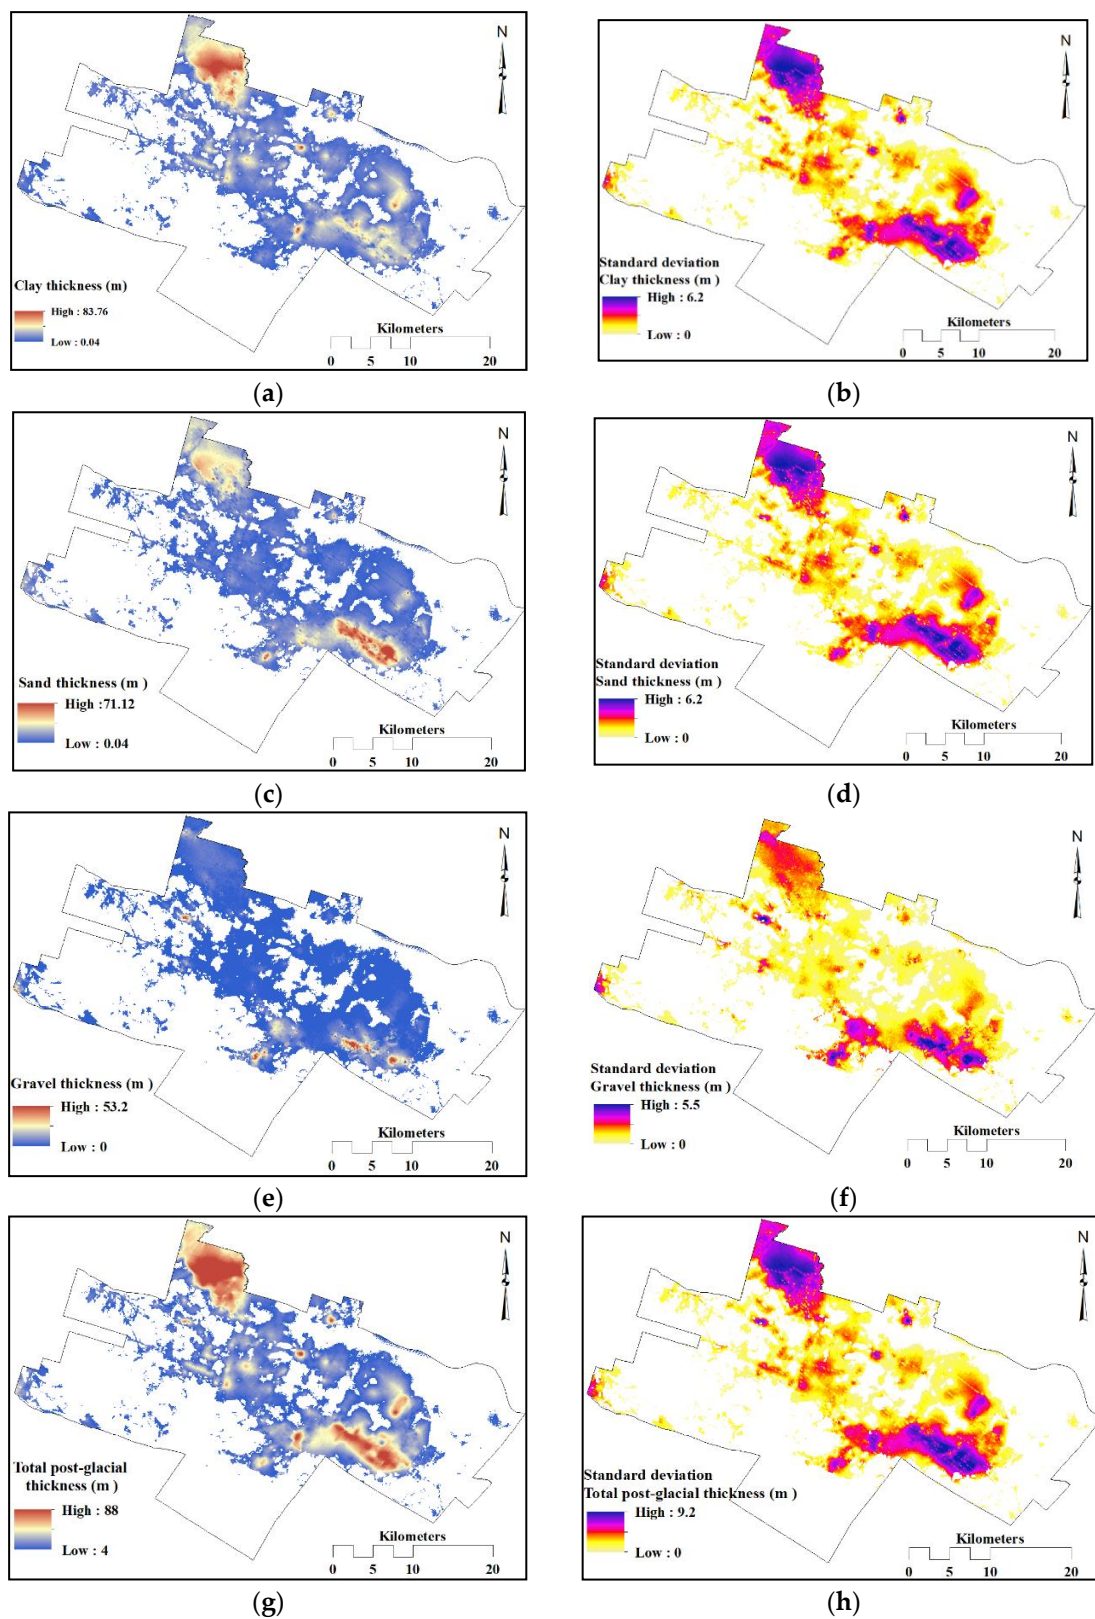 N
Clay thickness (m)
High : 83.76
Low : 0.04
Kilometers
0 5 10 20
(a)
N
Standard deviation
Clay thickness (m)
High : 6.2
Low : 0
Kilometers
0 5 10 20
(b)
N
Sand thickness (m )
High :71.12
Low : 0.04
Kilometers
0 5 10 20
(c)
N
Standard deviation
Sand thickness (m )
High : 6.2
Low : 0
Kilometers
0 5 10 20
(d)
N
Gravel thickness (m )
High : 53.2
Low : 0
Kilometers
0 5 10 20
(e)
N
Standard deviation
Gravel thickness (m )
High : 5.5
Low : 0
Kilometers
0 5 10 20
(f)
N
Total post-glacial
thickness (m )
High : 88
Low : 4
Kilometers
0 5 10 20
(g)
N
Standard deviation
Total post-glacial thickness (m )
High : 9.2
Low : 0
Kilometers
0 5 10 20
(h)